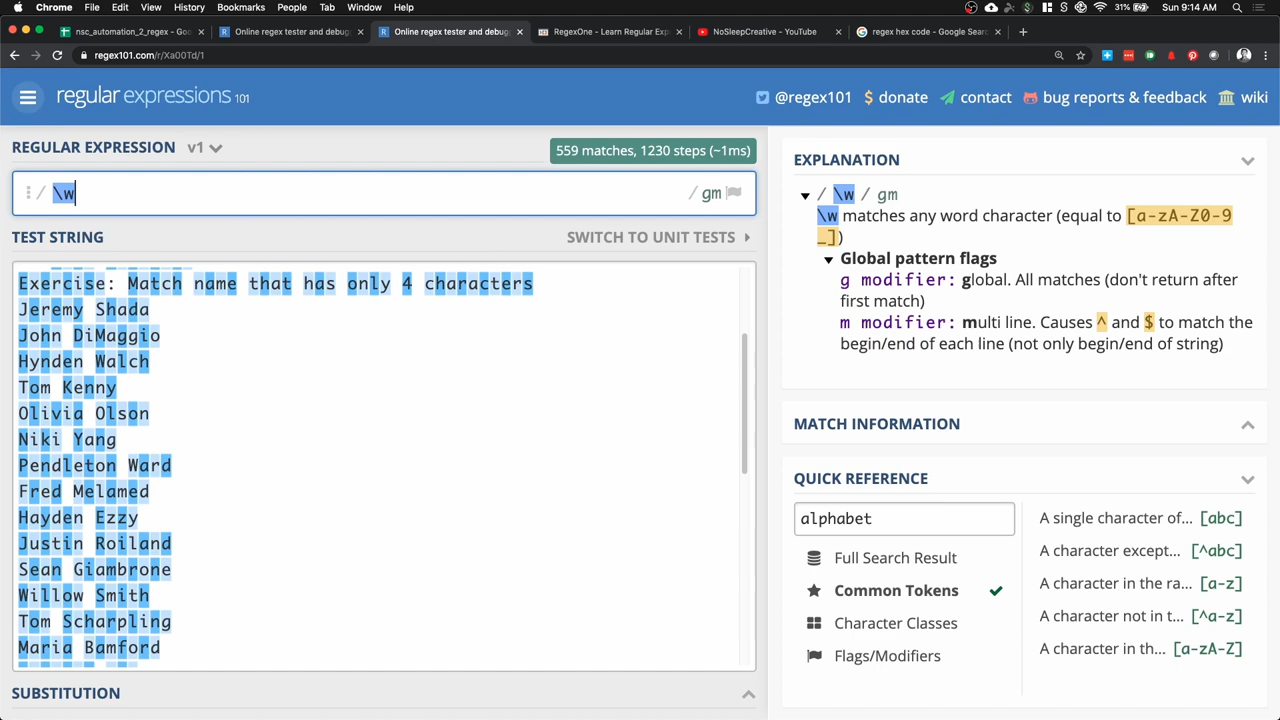 Chrome File Edit View History Bookmarks People Tab Window Help 31% Sun 9:14 AM
nsc_automation_2_regex - Goo Online regex tester and debug Online regex tester and debug RegexOne - Learn Regular Exp NoSleepCreative - YouTube regex hex code - Google Sear
regex101.com/r/Xa00Td/1
regular expressions 101 @regex101 donate contact bug reports & feedback wiki
REGULAR EXPRESSION v1
559 matches, 1230 steps (~1ms)
/ \w / gm
TEST STRING SWITCH TO UNIT TESTS
Exercise: Match name that has only 4 characters
Jeremy Shada
John DiMaggio
Hynden Walch
Tom Kenny
Olivia Olson
Niki Yang
Pendleton Ward
Fred Melamed
Hayden Ezzy
Justin Roiland
Sean Giambrone
Willow Smith
Tom Scharpling
Maria Bamford
SUBSTITUTION
EXPLANATION
/ \w / gm
\w matches any word character (equal to [a-zA-Z0-9
_])
Global pattern flags
g modifier: global. All matches (don't return after
first match)
m modifier: multi line. Causes ^ and $ to match the
begin/end of each line (not only begin/end of string)
MATCH INFORMATION
QUICK REFERENCE
alphabet
Full Search Result
Common Tokens
Character Classes
Flags/Modifiers
A single character of... [abc]
A character except... [^abc]
A character in the ra... [a-z]
A character not in t... [^a-z]
A character in th... [a-zA-Z]